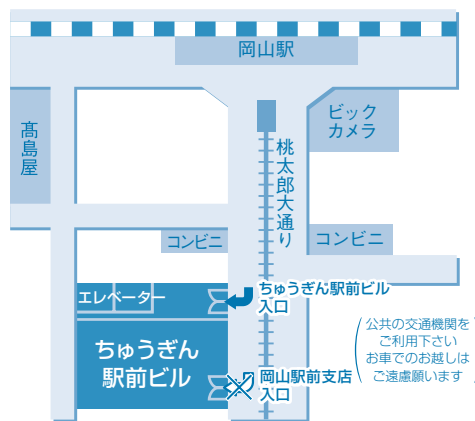 岡山駅
髙島屋
ビック
カメラ
桃太郎大通り
コンビニ
コンビニ
エレベーター
ちゅうぎん駅前ビル
入口
ちゅうぎん
駅前ビル
岡山駅前支店
入口
公共の交通機関を
ご利用下さい
お車でのお越しは
ご遠慮願います